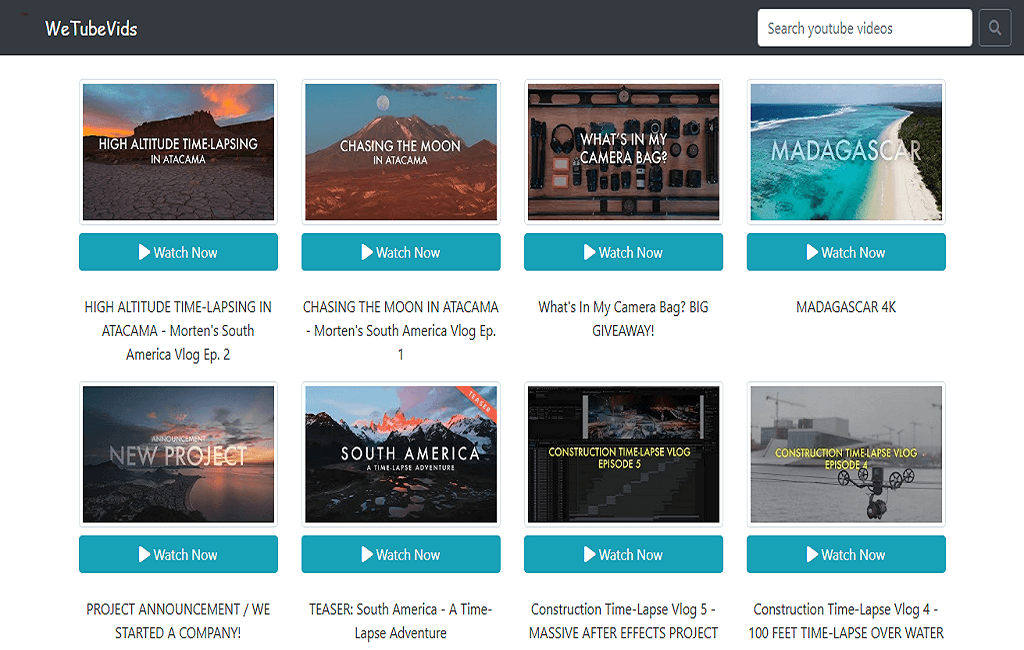 WeTubeVids
Search youtube videos
HIGH ALTITUDE TIME-LAPSING
IN ATACAMA
CHASING THE MOON
IN ATACAMA
WHAT'S IN MY
CAMERA BAG?
MADAGASCAR
Watch Now
Watch Now
Watch Now
Watch Now
HIGH ALTITUDE TIME-LAPSING IN
ATACAMA - Morten's South
America Vlog Ep. 2
CHASING THE MOON IN ATACAMA
- Morten's South America Vlog Ep.
1
What's In My Camera Bag? BIG
GIVEAWAY!
MADAGASCAR 4K
ANNOUNCEMENT
NEW PROJECT
TEASER
SOUTH AMERICA
A TIME-LAPSE ADVENTURE
CONSTRUCTION TIME-LAPSE VLOG
EPISODE 5
CONSTRUCTION TIME-LAPSE VLOG
EPISODE 4
Watch Now
Watch Now
Watch Now
Watch Now
PROJECT ANNOUNCEMENT / WE
STARTED A COMPANY!
TEASER: South America - A Time-
Lapse Adventure
Construction Time-Lapse Vlog 5 -
MASSIVE AFTER EFFECTS PROJECT
Construction Time-Lapse Vlog 4 -
100 FEET TIME-LAPSE OVER WATER